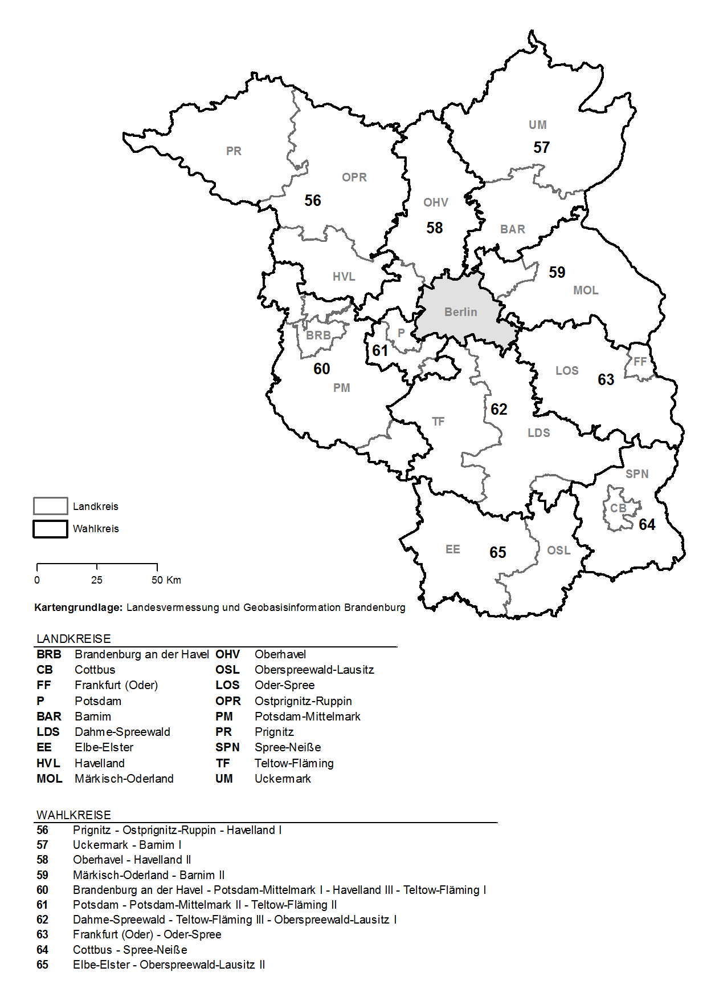 UM
57
PR
OPR
56
OHV
58
BAR
HVL
59
MOL
Berlin
BRB
P
61
60
PM
LOS
FF
63
62
TF
LDS
SPN
CB
64
EE
65
OSL
Landkreis
Wahlkreis
0 25 50 Km
Kartengrundlage: Landesvermessung und Geobasisinformation Brandenburg
LANDKREISE
BRB Brandenburg an der Havel OHV Oberhavel
CB Cottbus OSL Oberspreewald-Lausitz
FF Frankfurt (Oder) LOS Oder-Spree
P Potsdam OPR Ostprignitz-Ruppin
BAR Barnim PM Potsdam-Mittelmark
LDS Dahme-Spreewald PR Prignitz
EE Elbe-Elster SPN Spree-Neiße
HVL Havelland TF Teltow-Fläming
MOL Märkisch-Oderland UM Uckermark
WAHLKREISE
56 Prignitz - Ostprignitz-Ruppin - Havelland I
57 Uckermark - Barnim I
58 Oberhavel - Havelland II
59 Märkisch-Oderland - Barnim II
60 Brandenburg an der Havel - Potsdam-Mittelmark I - Havelland III - Teltow-Fläming I
61 Potsdam - Potsdam-Mittelmark II - Teltow-Fläming II
62 Dahme-Spreewald - Teltow-Fläming III - Oberspreewald-Lausitz I
63 Frankfurt (Oder) - Oder-Spree
64 Cottbus - Spree-Neiße
65 Elbe-Elster - Oberspreewald-Lausitz II